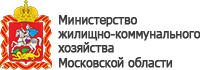 Министерство
жилищно-коммунального
хозяйства
Московской области